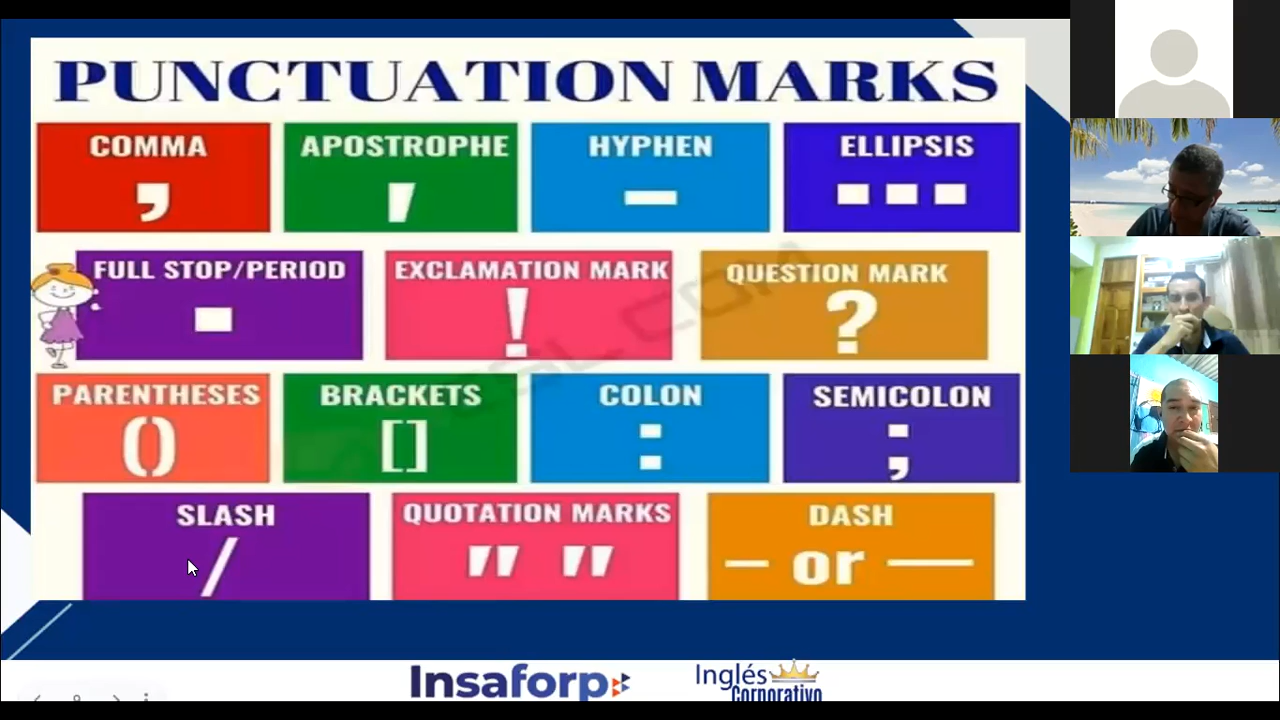 PUNCTUATION MARKS
COMMA APOSTROPHE HYPHEN ELLIPSIS
, ' - ...
FULL STOP/PERIOD EXCLAMATION MARK QUESTION MARK
. ! ?
PARENTHESES BRACKETS COLON SEMICOLON
() [] : ;
SLASH QUOTATION MARKS DASH
/ " " – or —
Insaforp Inglés
Corporativo